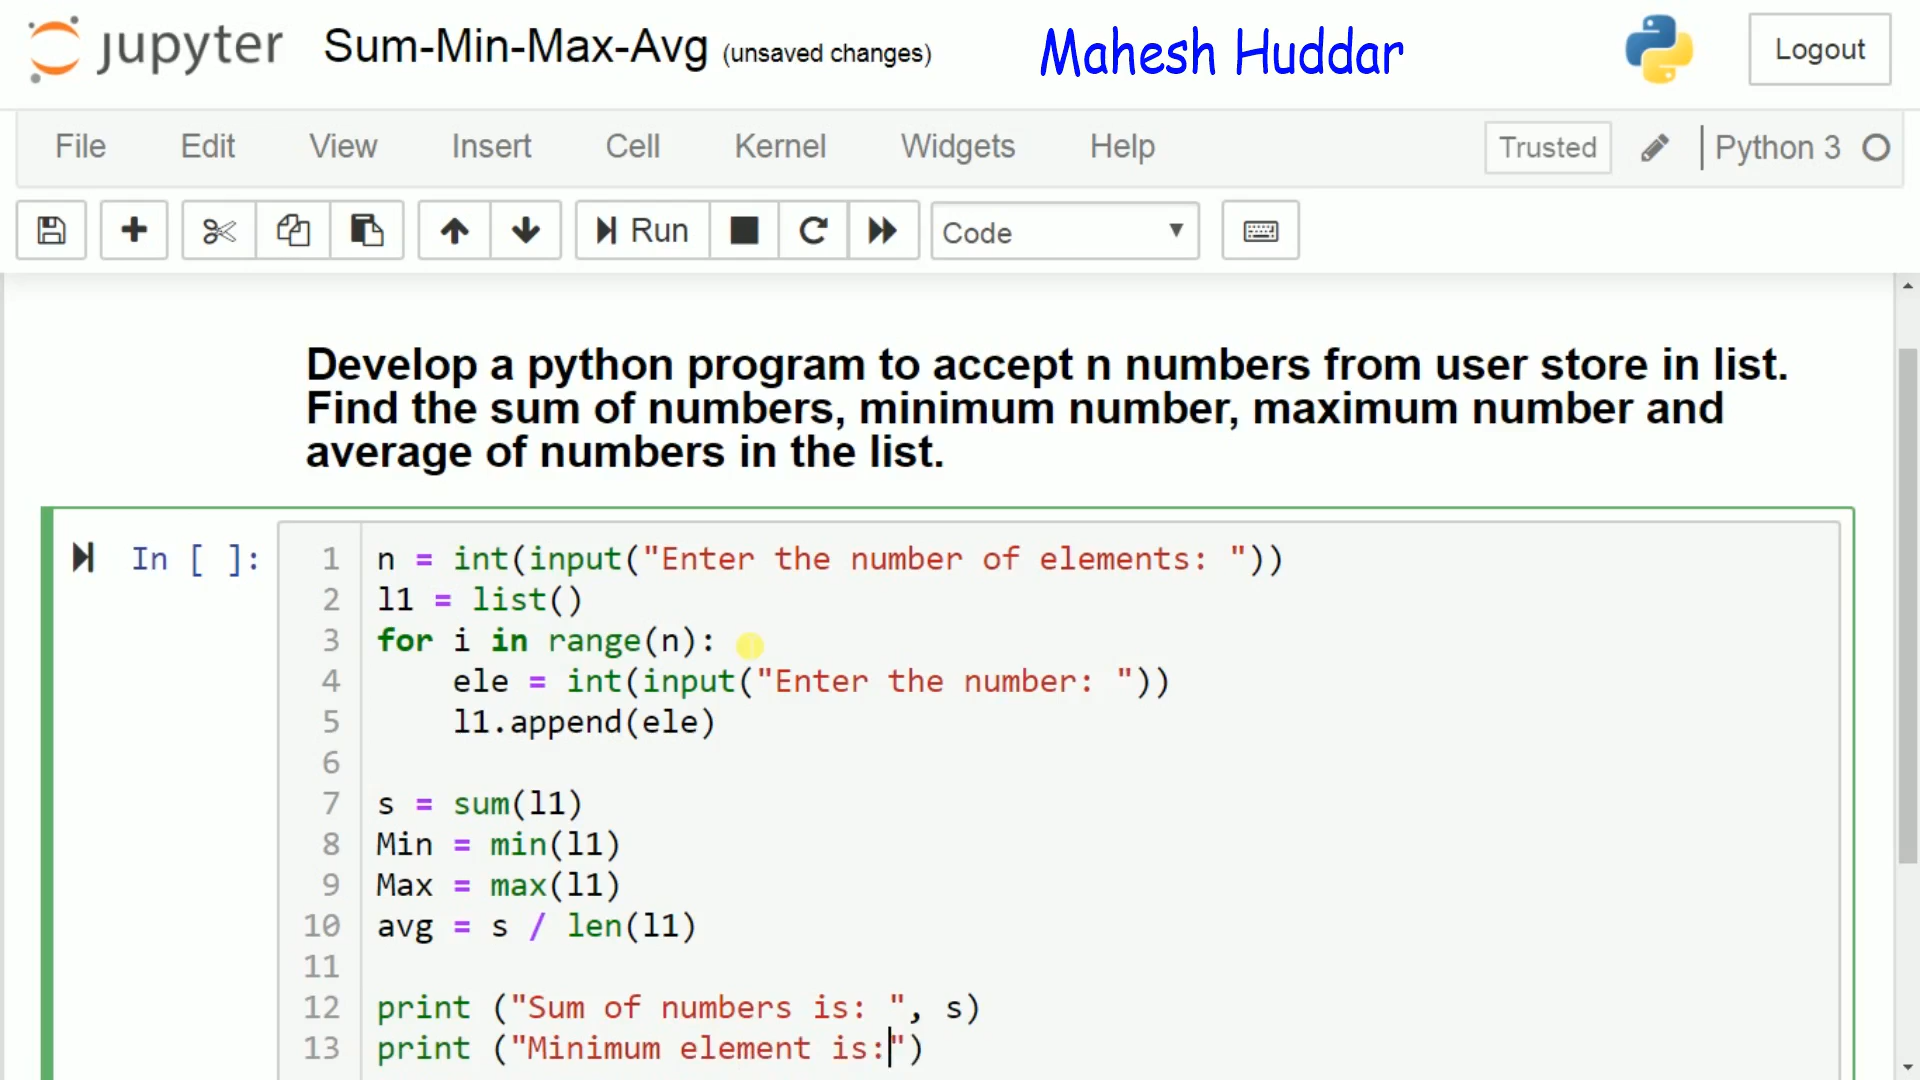 jupyter Sum-Min-Max-Avg (unsaved changes) Mahesh Huddar Logout
File Edit View Insert Cell Kernel Widgets Help Trusted Python 3
Run Code
Develop a python program to accept n numbers from user store in list.
Find the sum of numbers, minimum number, maximum number and
average of numbers in the list.
In [ ]: 1 n = int(input("Enter the number of elements: "))
2 l1 = list()
3 for i in range(n):
4     ele = int(input("Enter the number: "))
5     l1.append(ele)
6
7 s = sum(l1)
8 Min = min(l1)
9 Max = max(l1)
10 avg = s / len(l1)
11
12 print ("Sum of numbers is: ", s)
13 print ("Minimum element is:")